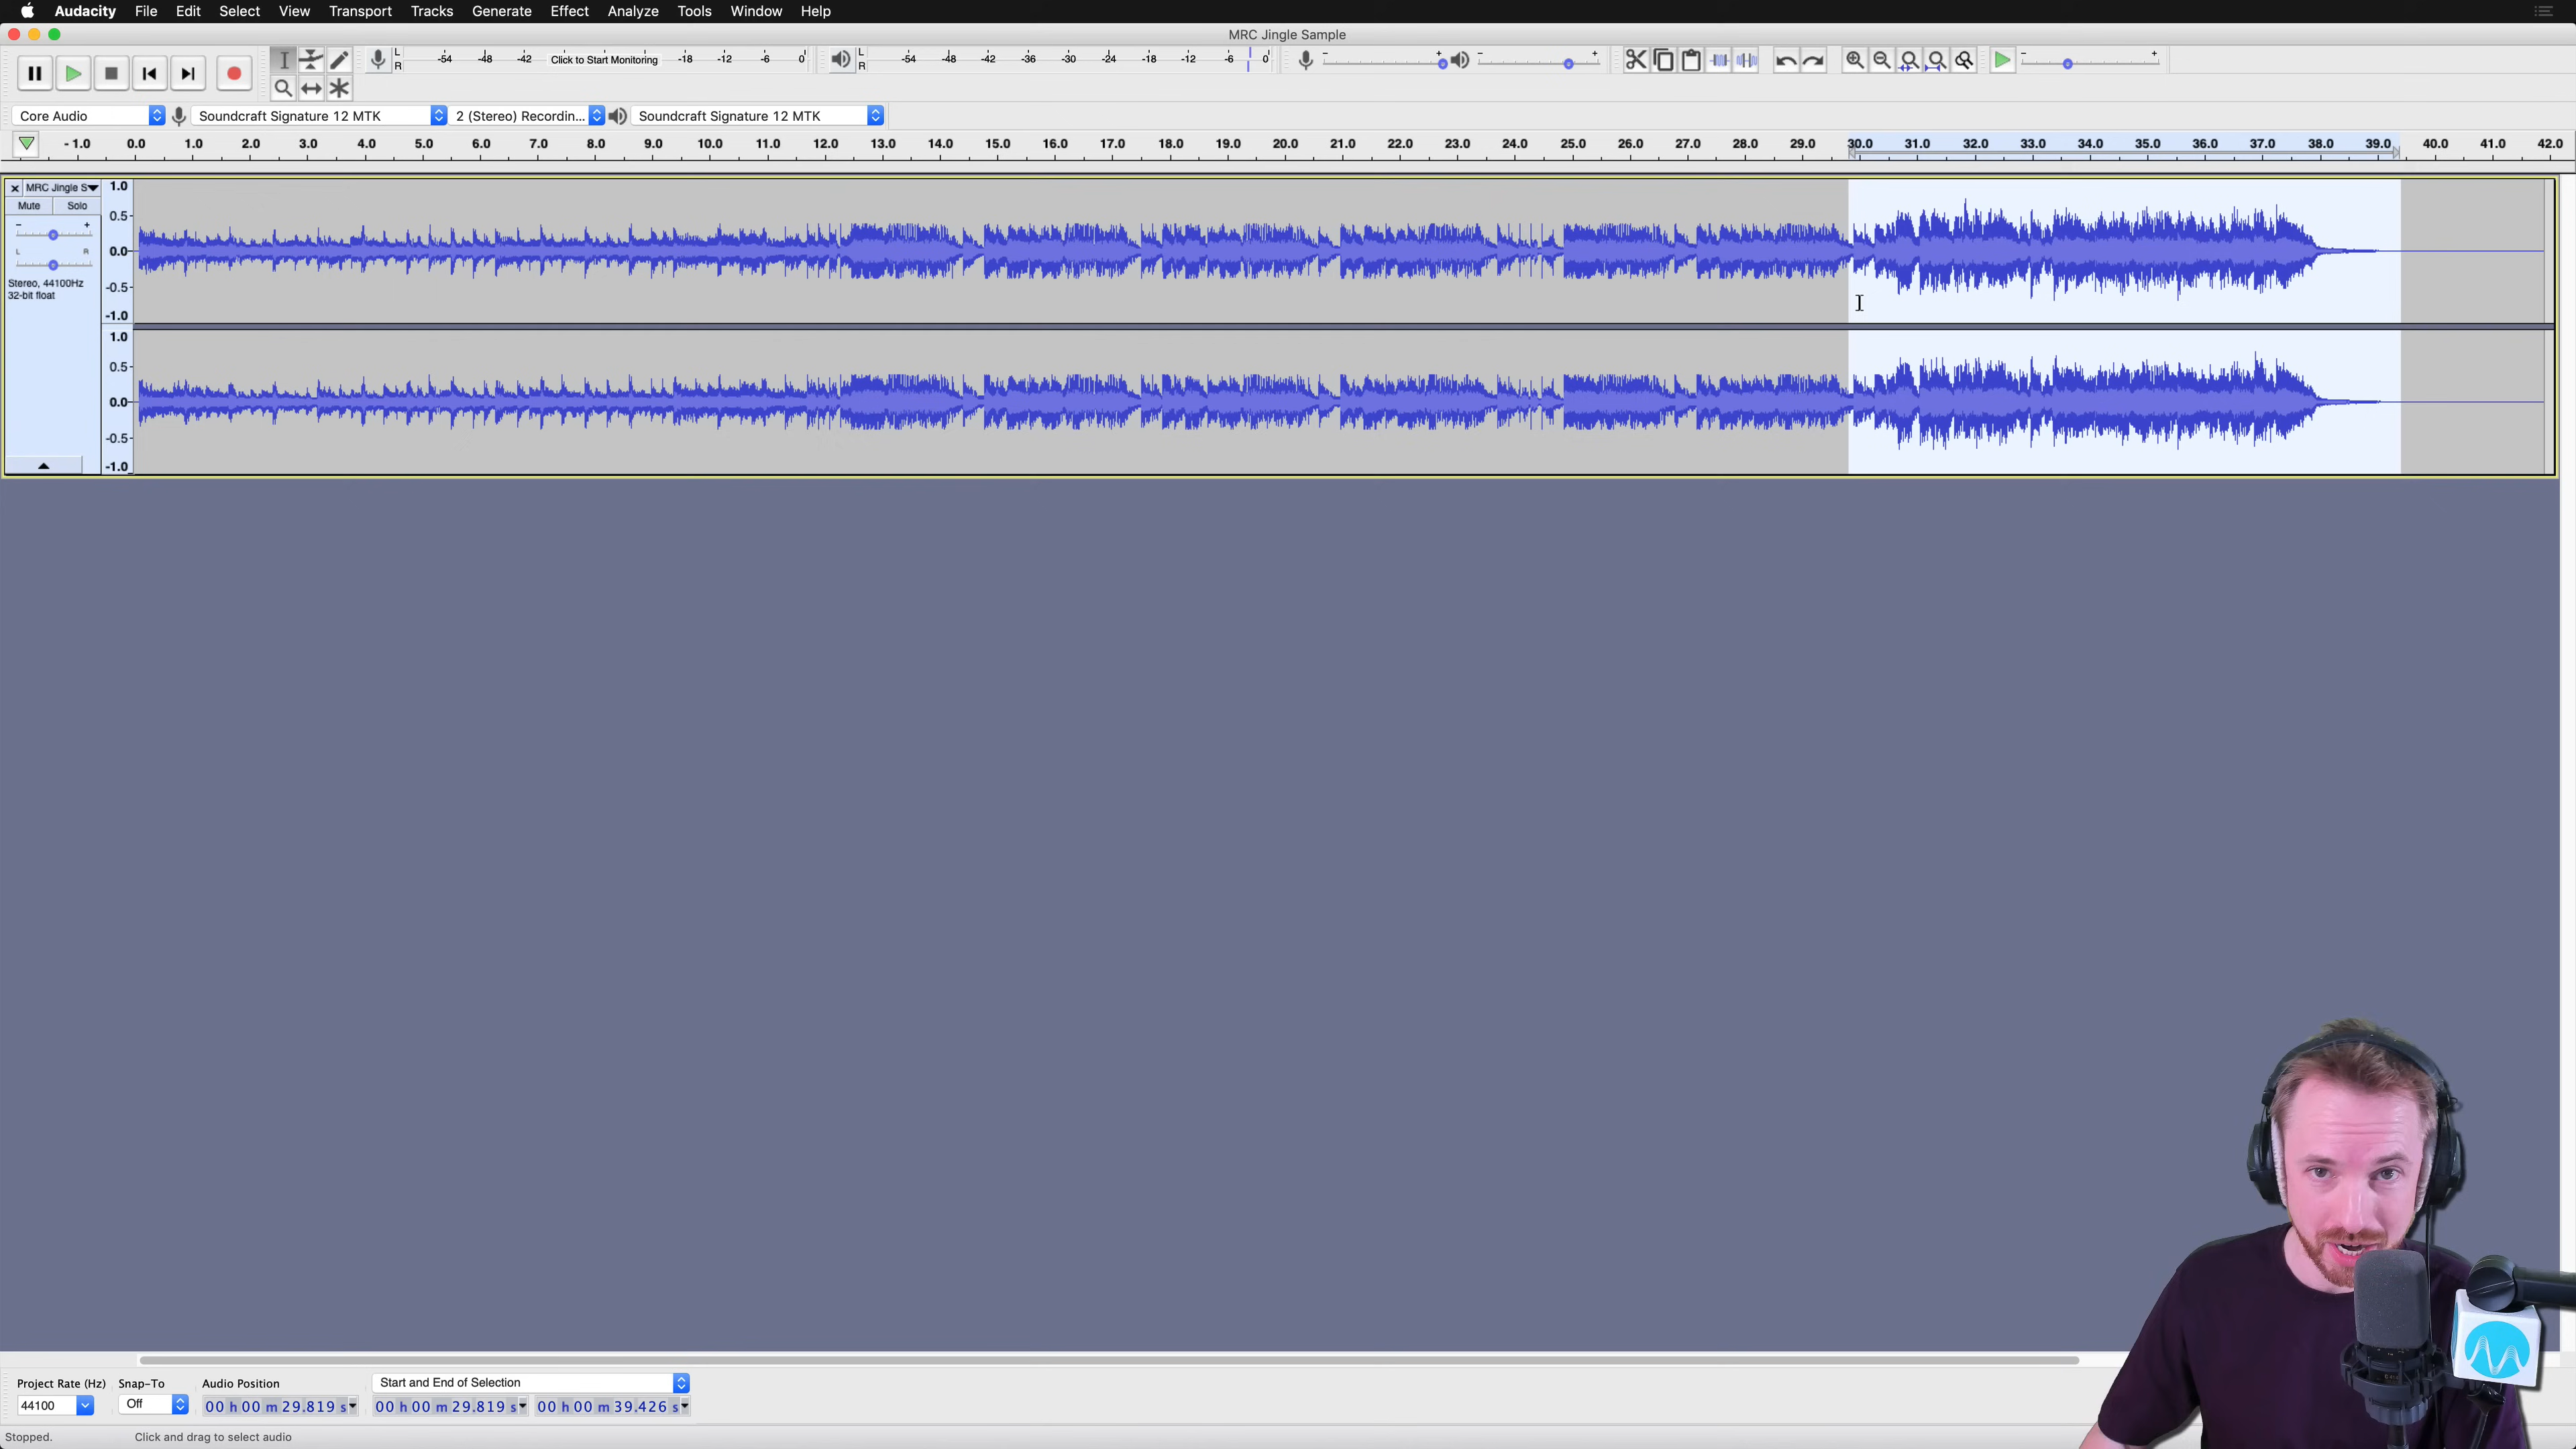 Audacity File Edit Select View Transport Tracks Generate Effect Analyze Tools Window Help
MRC Jingle Sample
L
R
-54 -48 -42 Click to Start Monitoring -18 -12 -6 0
L
R
-54 -48 -42 -36 -30 -24 -18 -12 -6 0
- +
- +
- +
Core Audio Soundcraft Signature 12 MTK 2 (Stereo) Recordin... Soundcraft Signature 12 MTK
- 1.0 0.0 1.0 2.0 3.0 4.0 5.0 6.0 7.0 8.0 9.0 10.0 11.0 12.0 13.0 14.0 15.0 16.0 17.0 18.0 19.0 20.0 21.0 22.0 23.0 24.0 25.0 26.0 27.0 28.0 29.0 30.0 31.0 32.0 33.0 34.0 35.0 36.0 37.0 38.0 39.0 40.0 41.0 42.0
× MRC Jingle S
Mute Solo
- +
L R
Stereo, 44100Hz
32-bit float
1.0
0.5
0.0
-0.5
-1.0
1.0
0.5
0.0
-0.5
-1.0
Project Rate (Hz) Snap-To Audio Position Start and End of Selection
44100 Off 00 h 00 m 29.819 s 00 h 00 m 29.819 s 00 h 00 m 39.426 s
Stopped. Click and drag to select audio